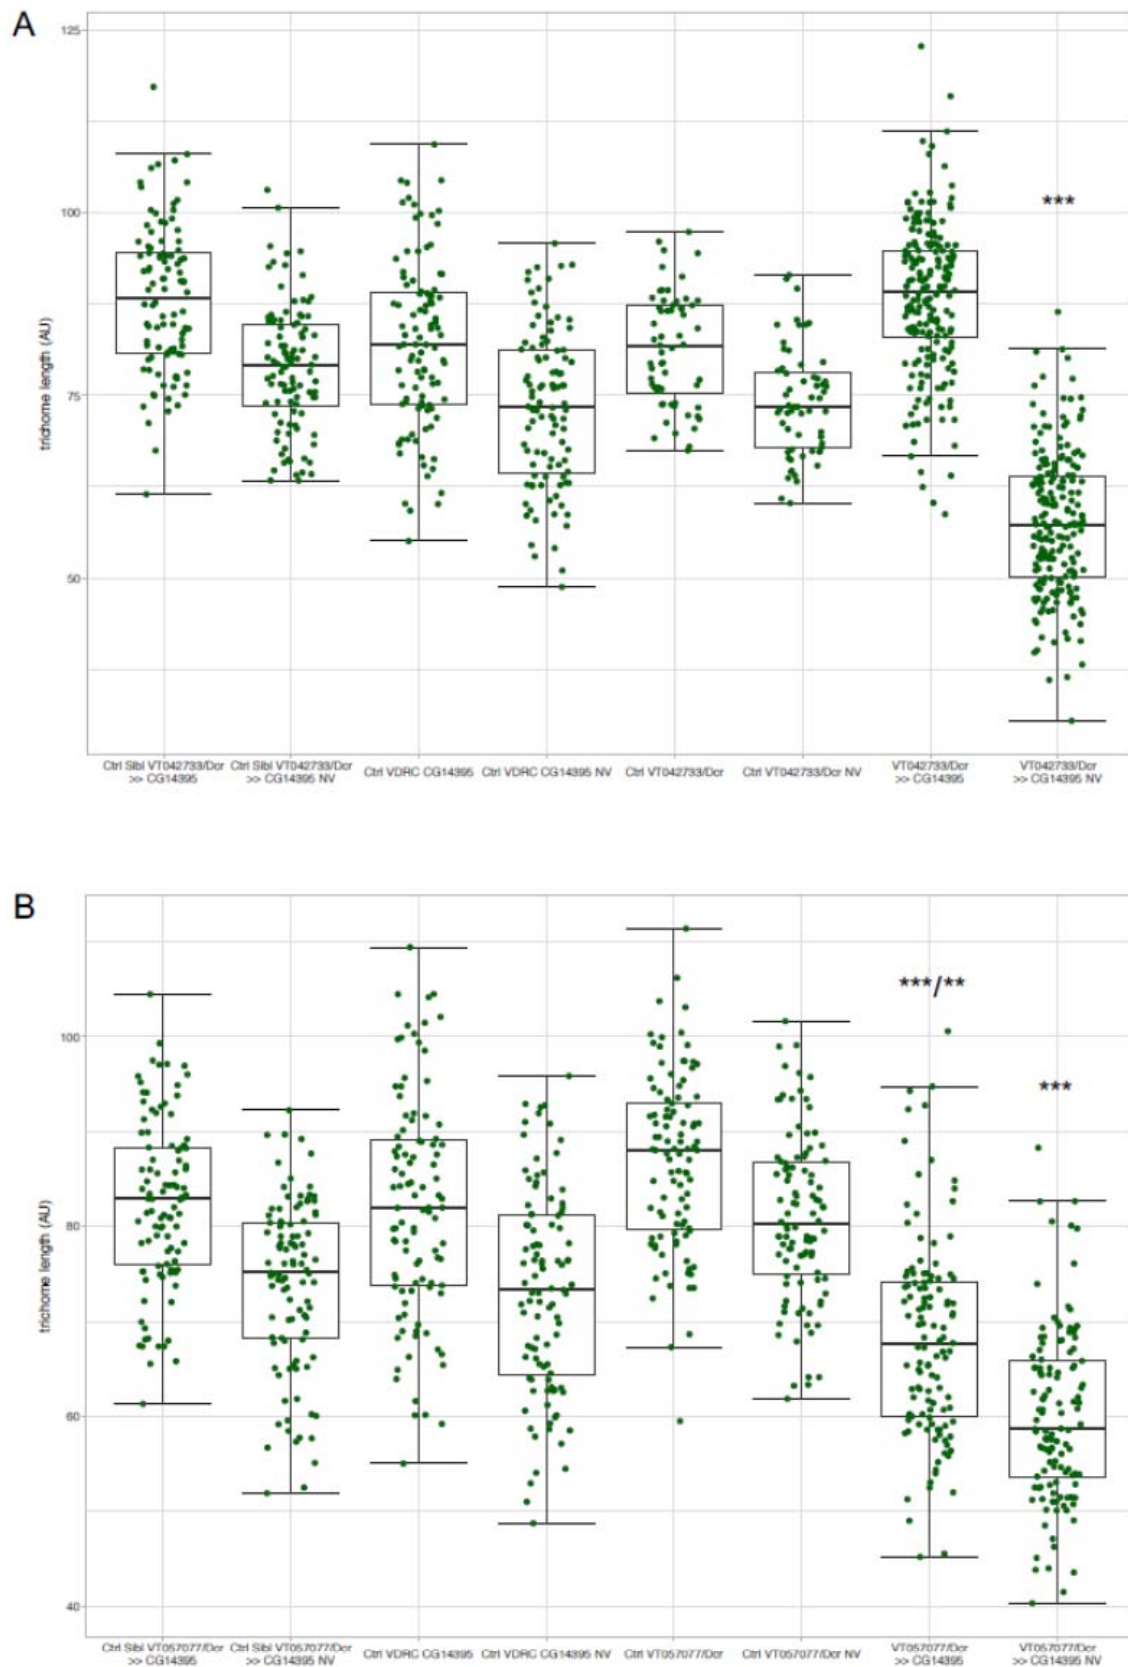 A
125
100
75
50
trichome length (AU)
***
Ctrl Sibl VT042733/Dcr
>> CG14395
Ctrl Sibl VT042733/Dcr
>> CG14395 NV
Ctrl VDRC CG14395
Ctrl VDRC CG14395 NV
Ctrl VT042733/Dcr
Ctrl VT042733/Dcr NV
VT042733/Dcr
>> CG14395
VT042733/Dcr
>> CG14395 NV
B
100
80
60
40
trichome length (AU)
***/**
***
Ctrl Sibl VT057077/Dcr
>> CG14395
Ctrl Sibl VT057077/Dcr
>> CG14395 NV
Ctrl VDRC CG14395
Ctrl VDRC CG14395 NV
Ctrl VT057077/Dcr
Ctrl VT057077/Dcr NV
VT057077/Dcr
>> CG14395
VT057077/Dcr
>> CG14395 NV